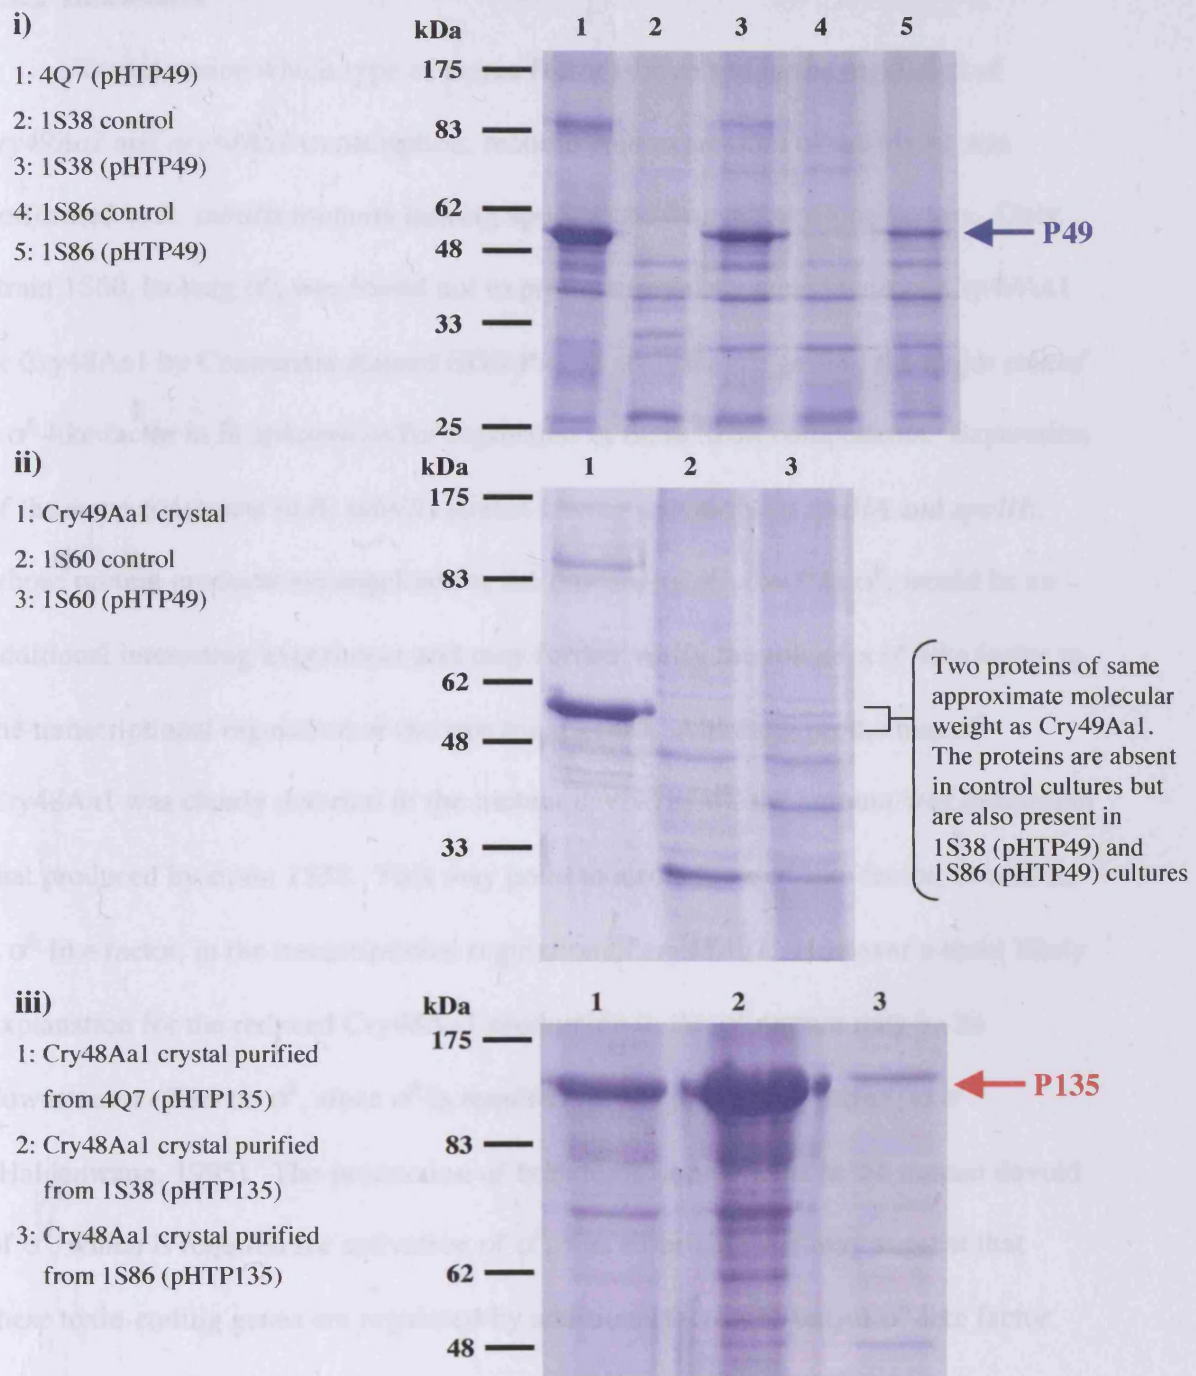 i)
kDa
1 2 3 4 5
1: 4Q7 (pHTP49)
2: 1S38 control
3: 1S38 (pHTP49)
4: 1S86 control
5: 1S86 (pHTP49)
175
83
62
48
33
25
P49
ii)
kDa
1 2 3
1: Cry49Aa1 crystal
2: 1S60 control
3: 1S60 (pHTP49)
175
83
62
48
33
Two proteins of same
approximate molecular
weight as Cry49Aa1.
The proteins are absent
in control cultures but
are also present in
1S38 (pHTP49) and
1S86 (pHTP49) cultures
iii)
kDa
1 2 3
1: Cry48Aa1 crystal purified
from 4Q7 (pHTP135)
2: Cry48Aa1 crystal purified
from 1S38 (pHTP135)
3: Cry48Aa1 crystal purified
from 1S86 (pHTP135)
175
83
62
48
P135